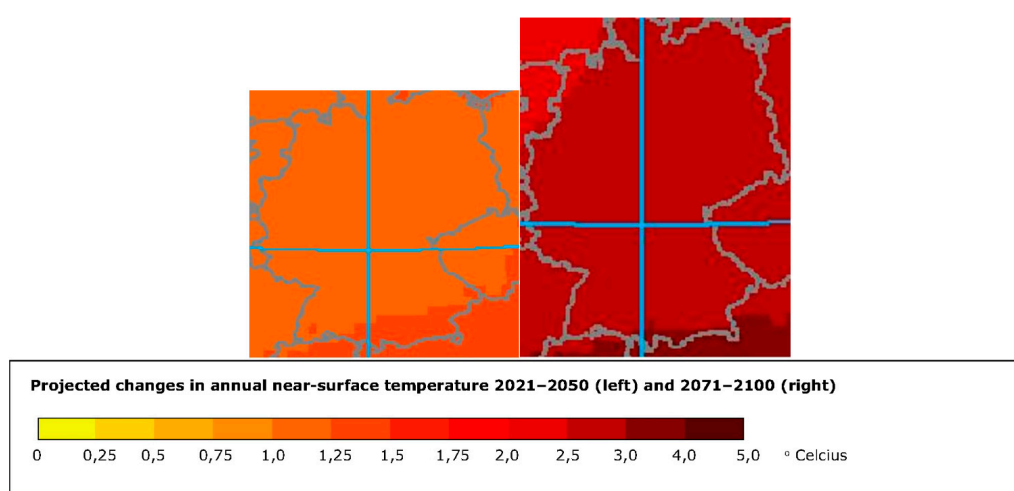 Projected changes in annual near-surface temperature 2021–2050 (left) and 2071–2100 (right)
0 0,25 0,5 0,75 1,0 1,25 1,5 1,75 2,0 2,5 3,0 4,0 5,0 º Celcius